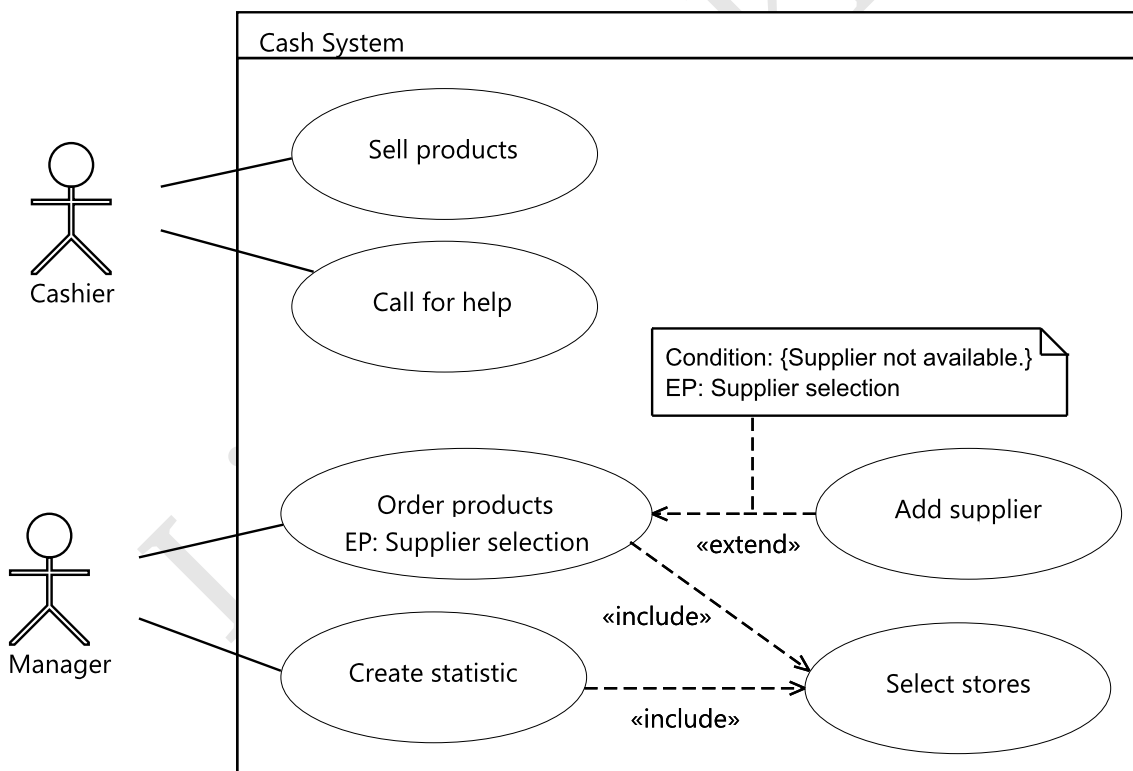 Cash System
Sell products
Cashier
Call for help
Condition: {Supplier not available.}
EP: Supplier selection
Order products
EP: Supplier selection
Add supplier
«extend»
«include»
Manager
Create statistic
Select stores
«include»